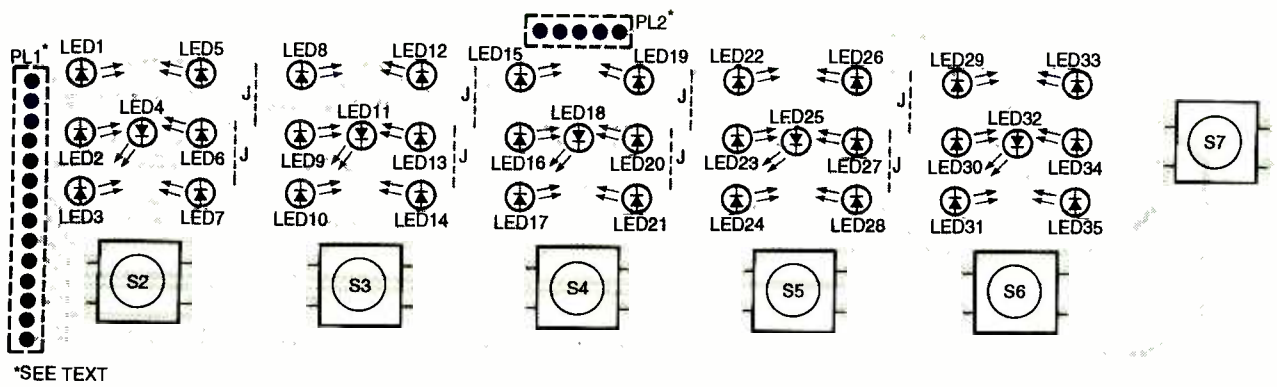 PL2*
PL1*
LED1 LED5 LED8 LED12 LED15 LED19 LED22 LED26 LED29 LED33
J J J J
LED4 LED11 LED18 LED25 LED32
S7
LED2 LED6 LED9 LED13 LED16 LED20 LED23 LED27 LED30 LED34
J J J J
LED3 LED7 LED10 LED14 LED17 LED21 LED24 LED28 LED31 LED35
S2 S3 S4 S5 S6
*SEE TEXT